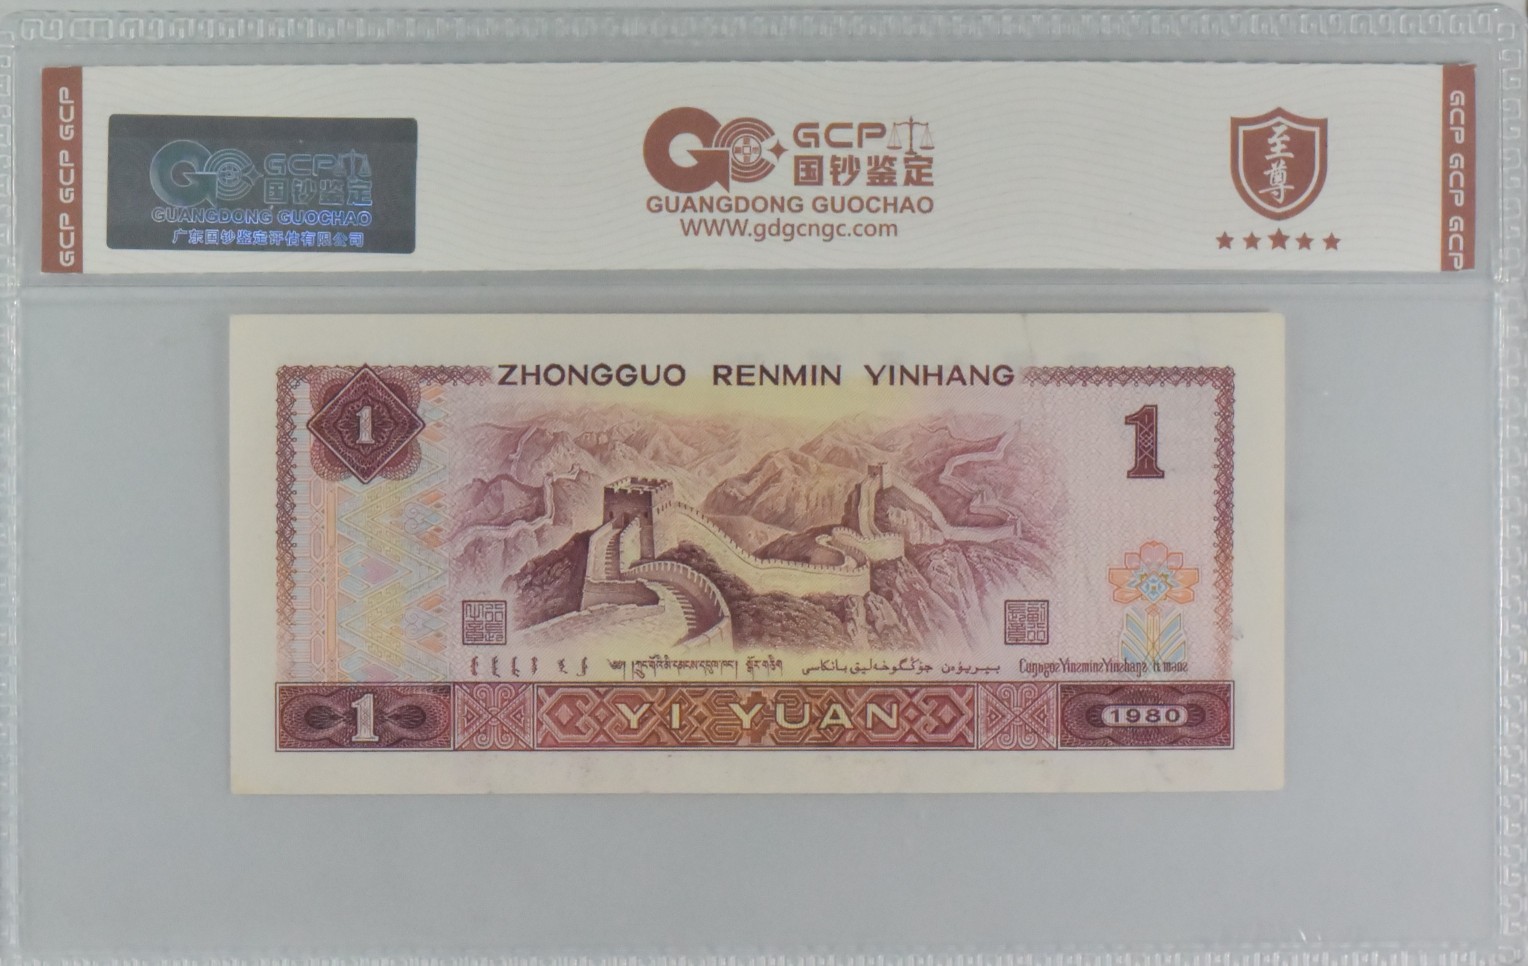 GCP GCP GCP
GCP
国钞鉴定
GUANGDONG GUOCHAO
广东国钞鉴定评估有限公司
GCP
国钞鉴定
GUANGDONG GUOCHAO
WWW.gdgcngc.com
至尊
GCP GCP GCP
ZHONGGUO RENMIN YINHANG
1
1
1
YI YUAN
1980